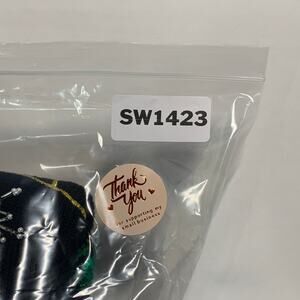 SW1423
Thank
You
for supporting my
small business